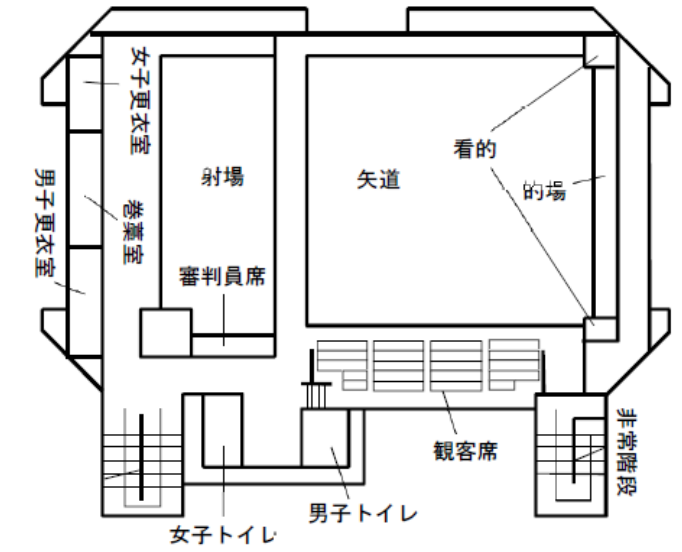 女子更衣室
男子更衣室
巻藁室
射場
審判員席
矢道
看的
的場
観客席
非常階段
女子トイレ
男子トイレ